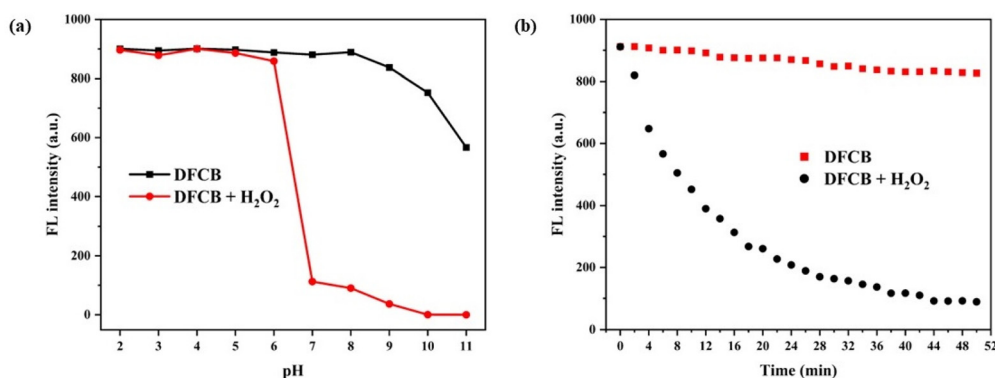 (a)
1000
800
600
400
200
0
FL intensity (a.u.)
DFCB
DFCB + H₂O₂
2 3 4 5 6 7 8 9 10 11
pH
(b)
1000
800
600
400
200
0
FL intensity (a.u.)
DFCB
DFCB + H₂O₂
0 4 8 12 16 20 24 28 32 36 40 44 48 52
Time (min)